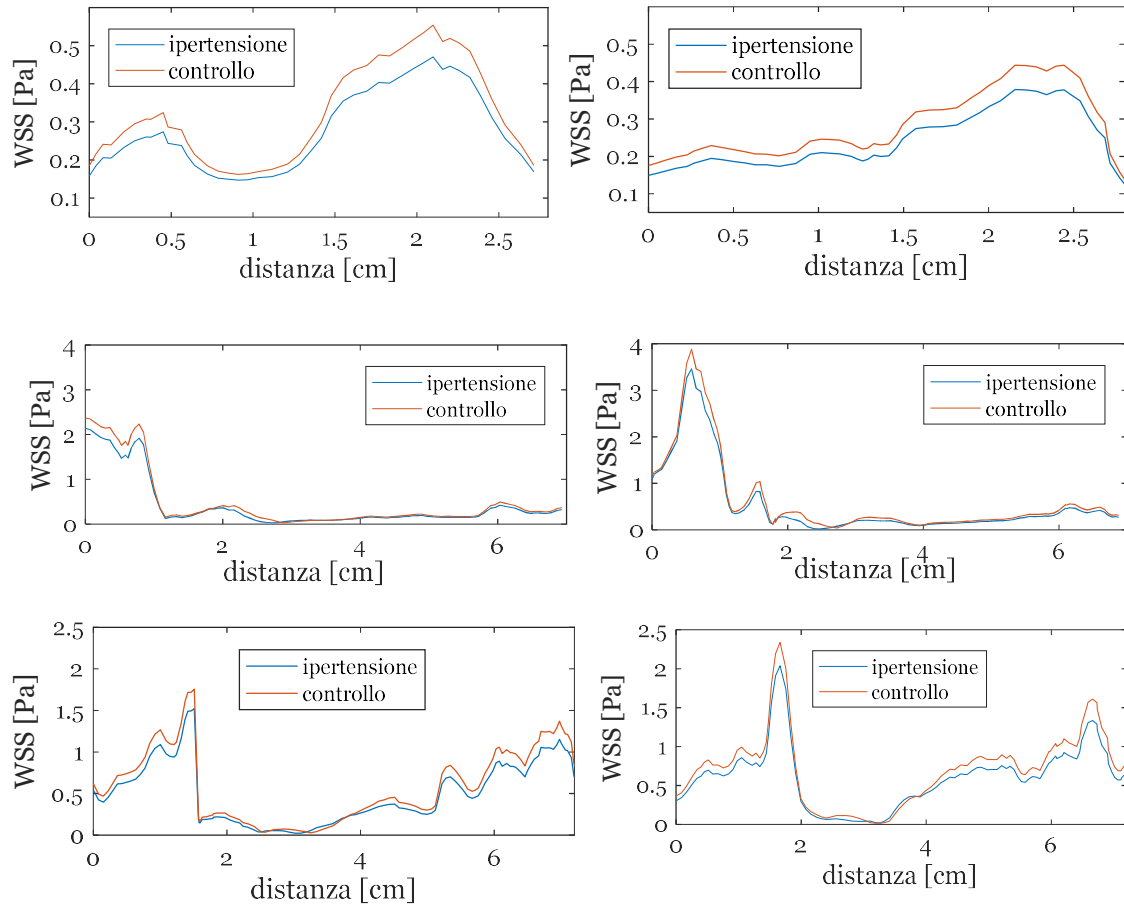 WSS [Pa]
0.5
0.4
0.3
0.2
0.1
ipertensione
controllo
0 0.5 1 1.5 2 2.5
distanza [cm]
WSS [Pa]
0.5
0.4
0.3
0.2
0.1
ipertensione
controllo
0 0.5 1 1.5 2 2.5
distanza [cm]
WSS [Pa]
4
3
2
1
0
ipertensione
controllo
0 2 4 6
distanza [cm]
WSS [Pa]
4
3
2
1
0
ipertensione
controllo
0 2 4 6
distanza [cm]
WSS [Pa]
2.5
2
1.5
1
0.5
0
ipertensione
controllo
0 2 4 6
distanza [cm]
WSS [Pa]
2.5
2
1.5
1
0.5
0
ipertensione
controllo
0 2 4 6
distanza [cm]